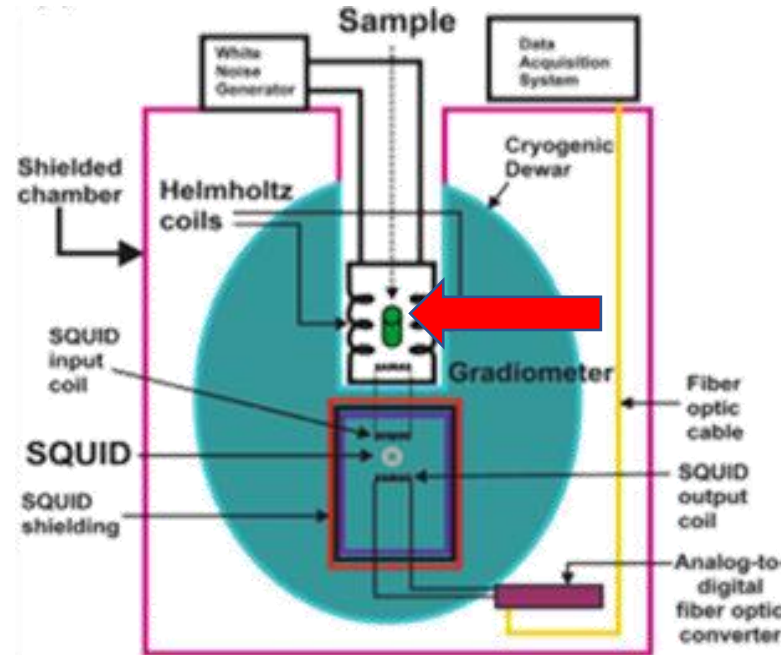 Sample
White
Noise
Generator
Data
Acquisition
System
Cryogenic
Dewar
Shielded
chamber
Helmholtz
coils
SQUID
input
coil
Gradiometer
Fiber
optic
cable
SQUID
SQUID
output
coil
SQUID
shielding
Analog-to-
digital
fiber optic
converter